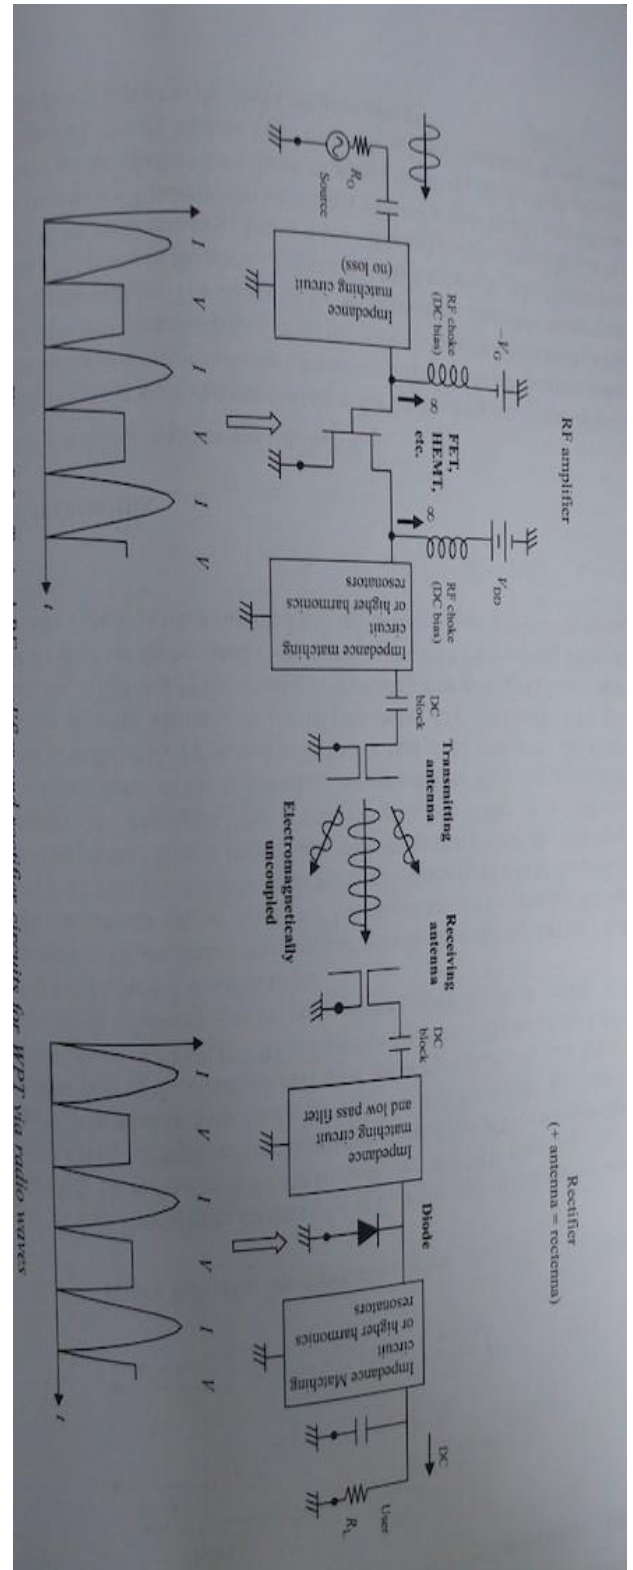 RF amplifier
Rectifier
(+ antenna = rectenna)
−V_G
V_DD
RF choke
(DC bias)
RF choke
(DC bias)
∞
∞
FET,
HEMT,
etc.
R_O
Source
Impedance
matching circuit
(no loss)
Impedance matching
circuit
or higher harmonics
resonators
DC
block
Transmitting
antenna
Electromagnetically
uncoupled
Receiving
antenna
DC
block
Impedance
matching circuit
and low pass filter
Diode
Impedance Matching
circuit
or higher harmonics
resonators
DC
User
R_L
I V I V I V
t
I V I V I V
t
and rectifier circuits for WPT via radio waves